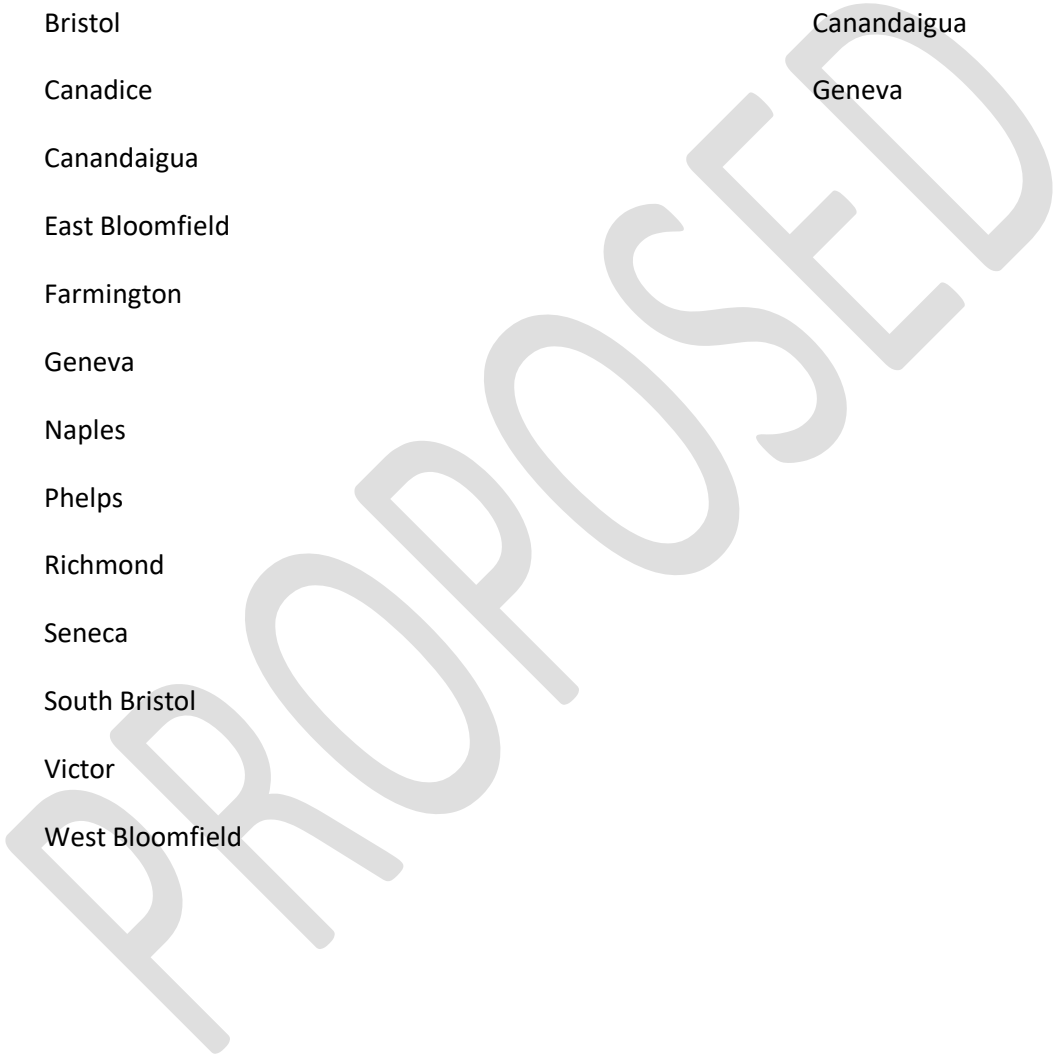 Bristol Canandaigua
Canadice Geneva
Canandaigua
East Bloomfield
Farmington
Geneva
Naples
Phelps
Richmond
Seneca
South Bristol
Victor
West Bloomfield
PROPOSED